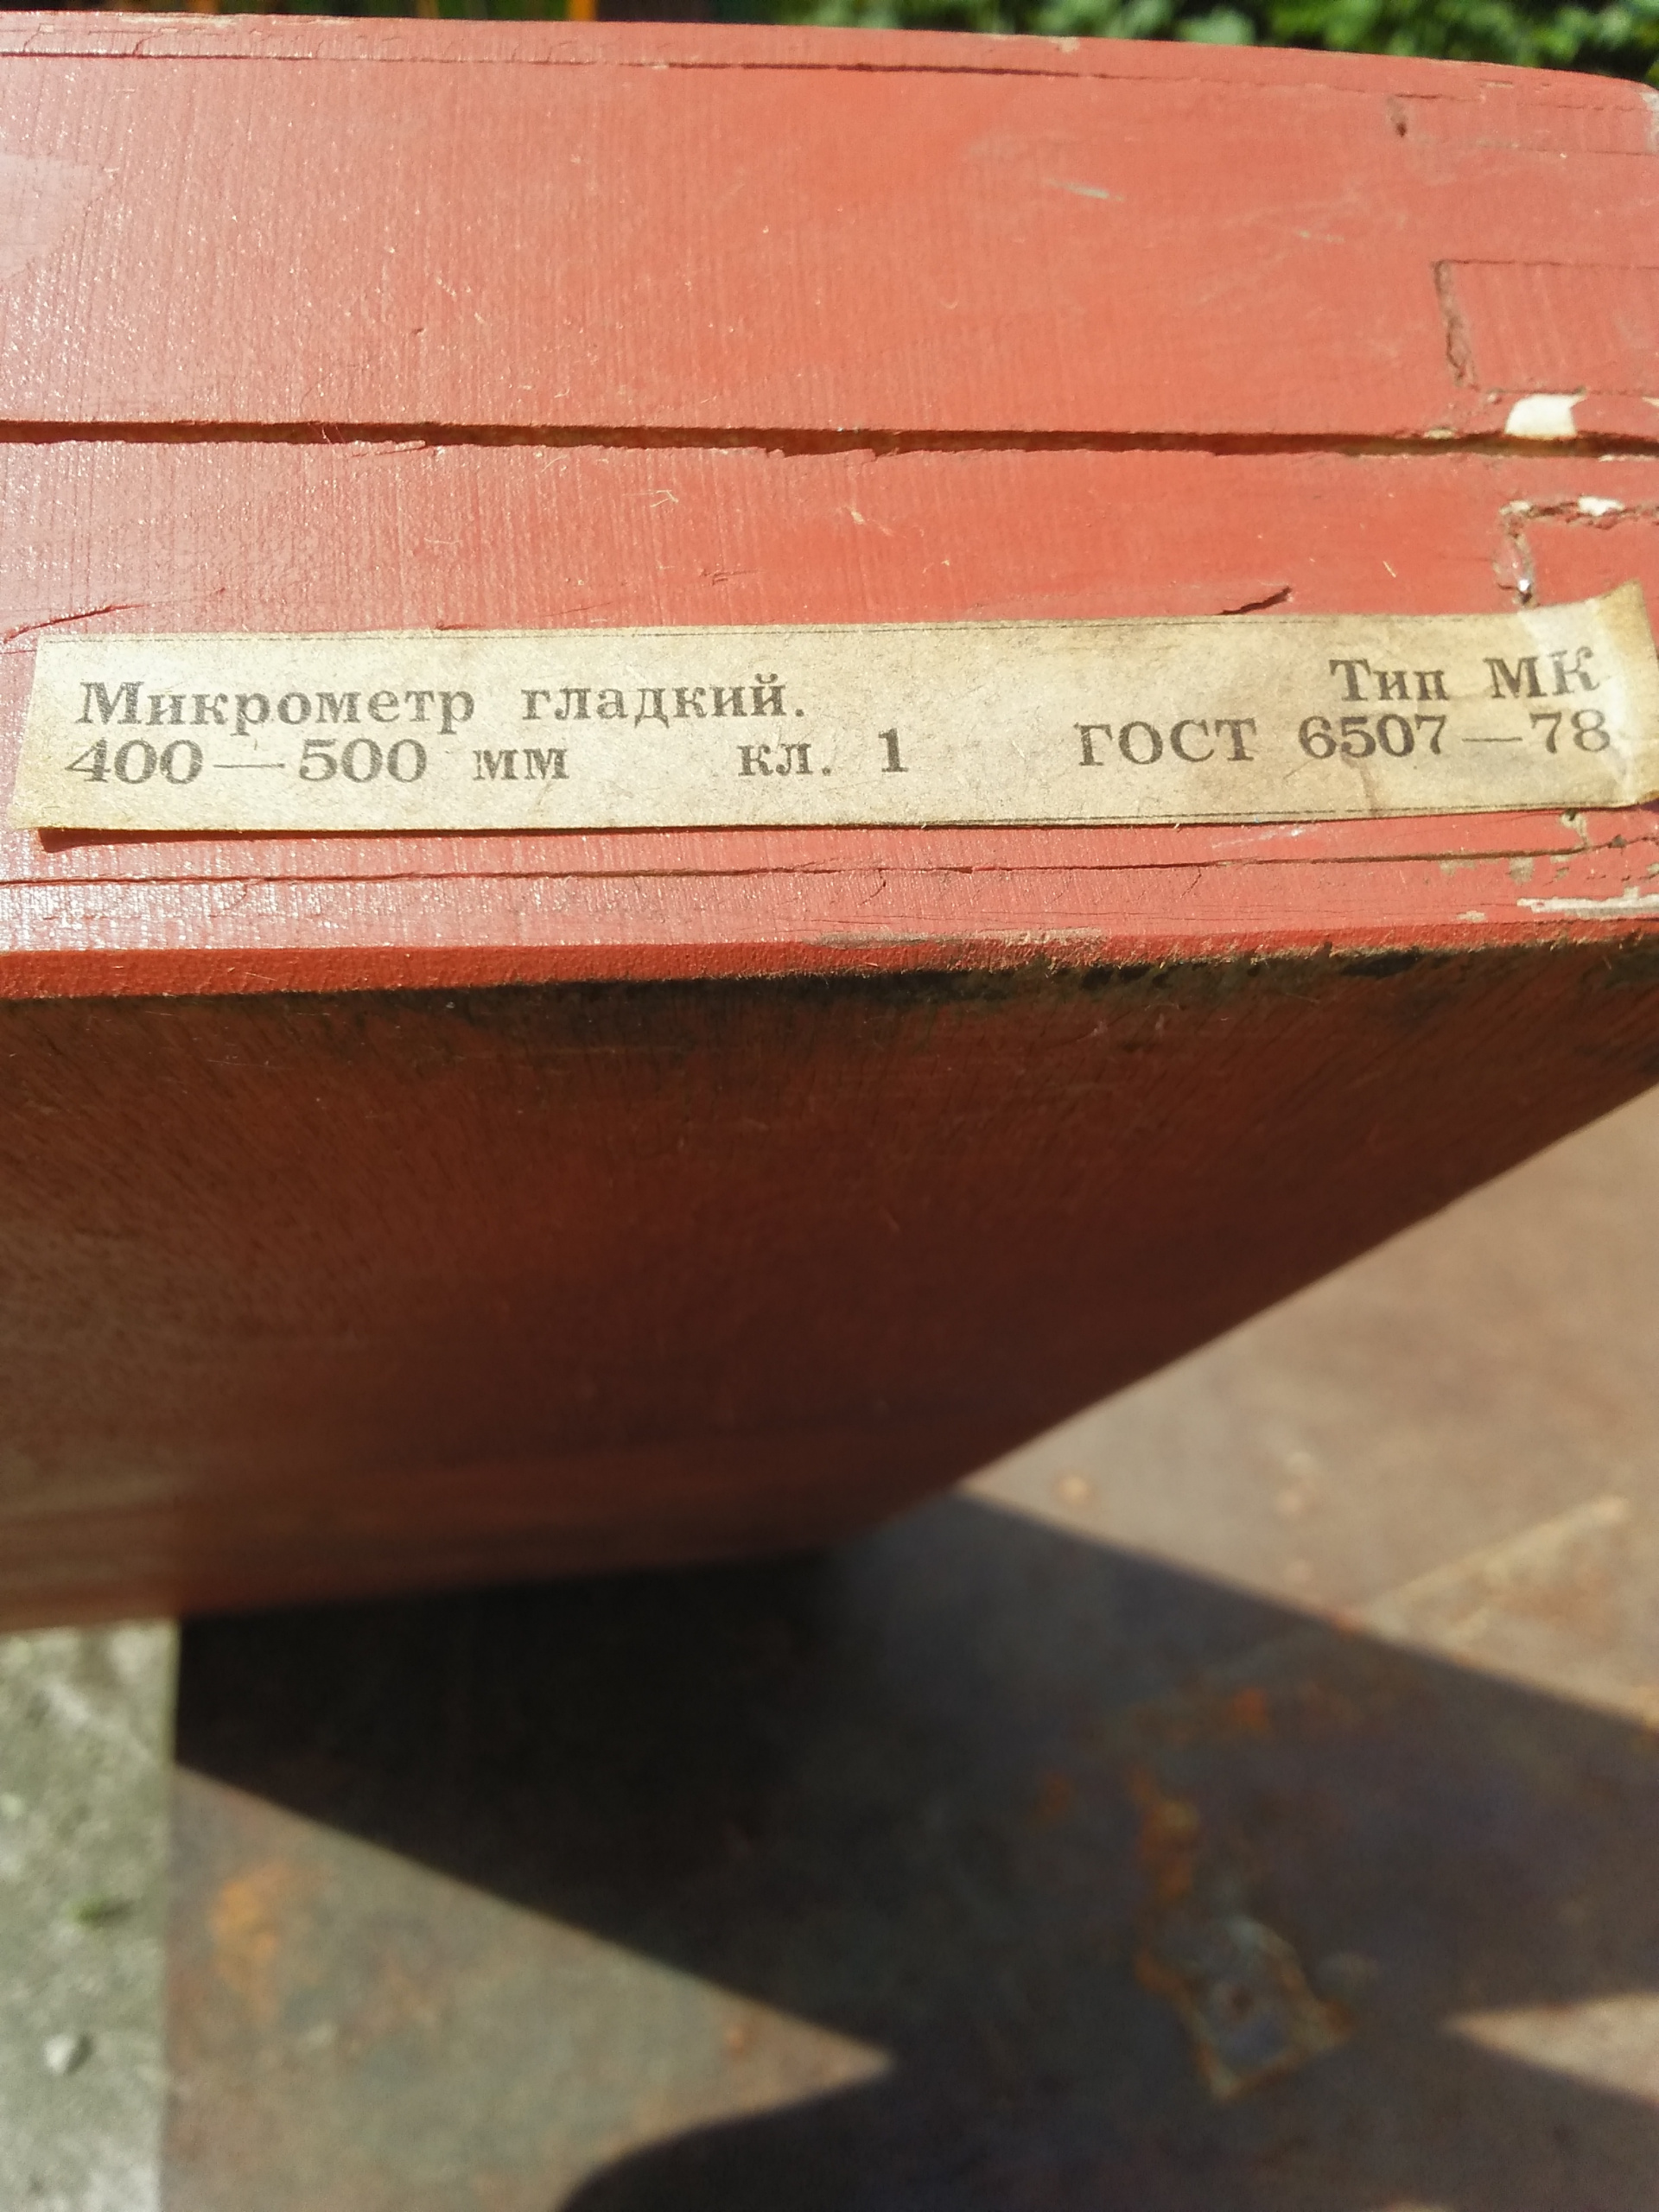 Микрометр гладкий. Тип МК
400—500 мм кл. 1 ГОСТ 6507—78